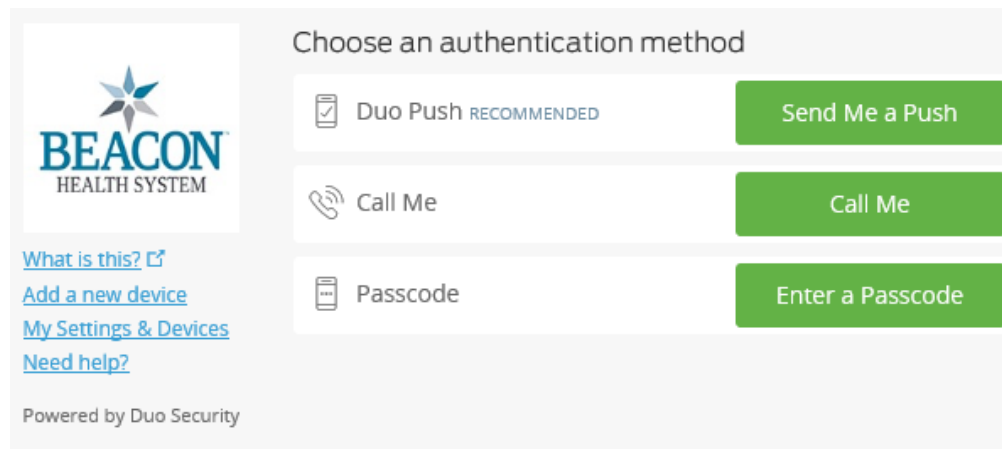 BEACON
HEALTH SYSTEM
What is this?
Add a new device
My Settings & Devices
Need help?
Powered by Duo Security
Choose an authentication method
Duo Push RECOMMENDED Send Me a Push
Call Me Call Me
Passcode Enter a Passcode